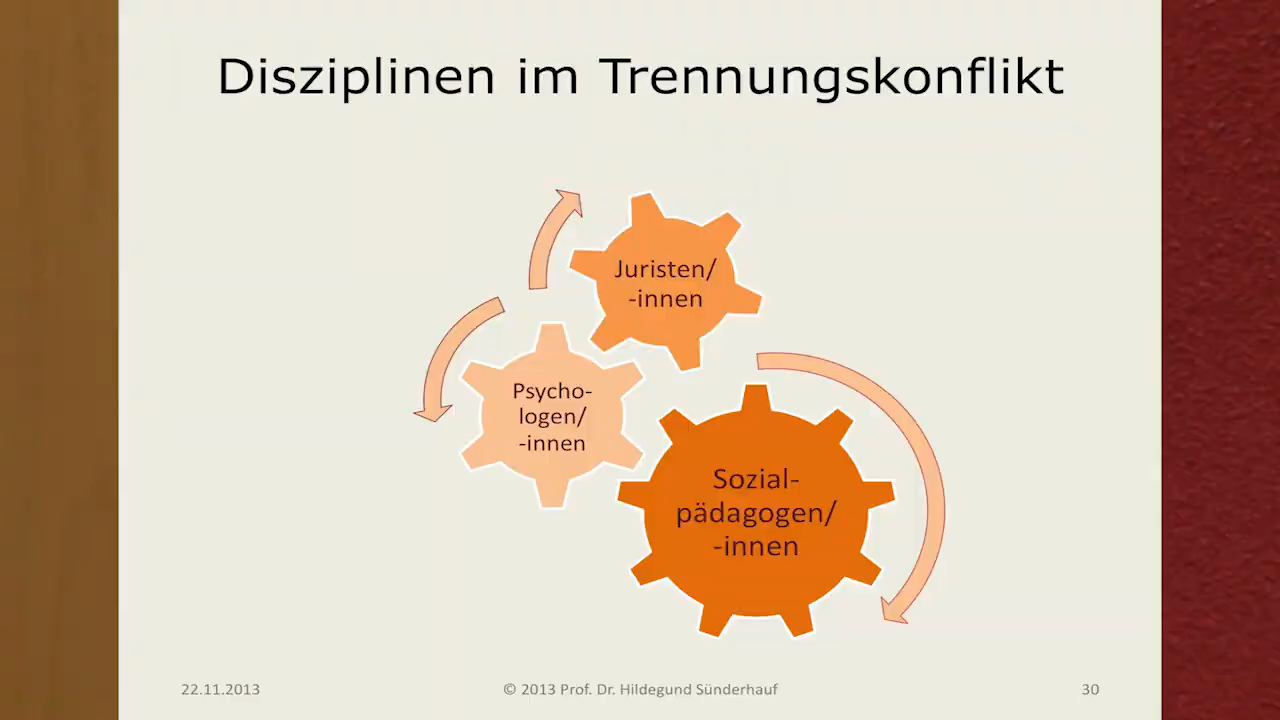 Disziplinen im Trennungskonflikt
Juristen/
-innen
Psycho-
logen/
-innen
Sozial-
pädagogen/
-innen
22.11.2013
© 2013 Prof. Dr. Hildegund Sünderhauf
30